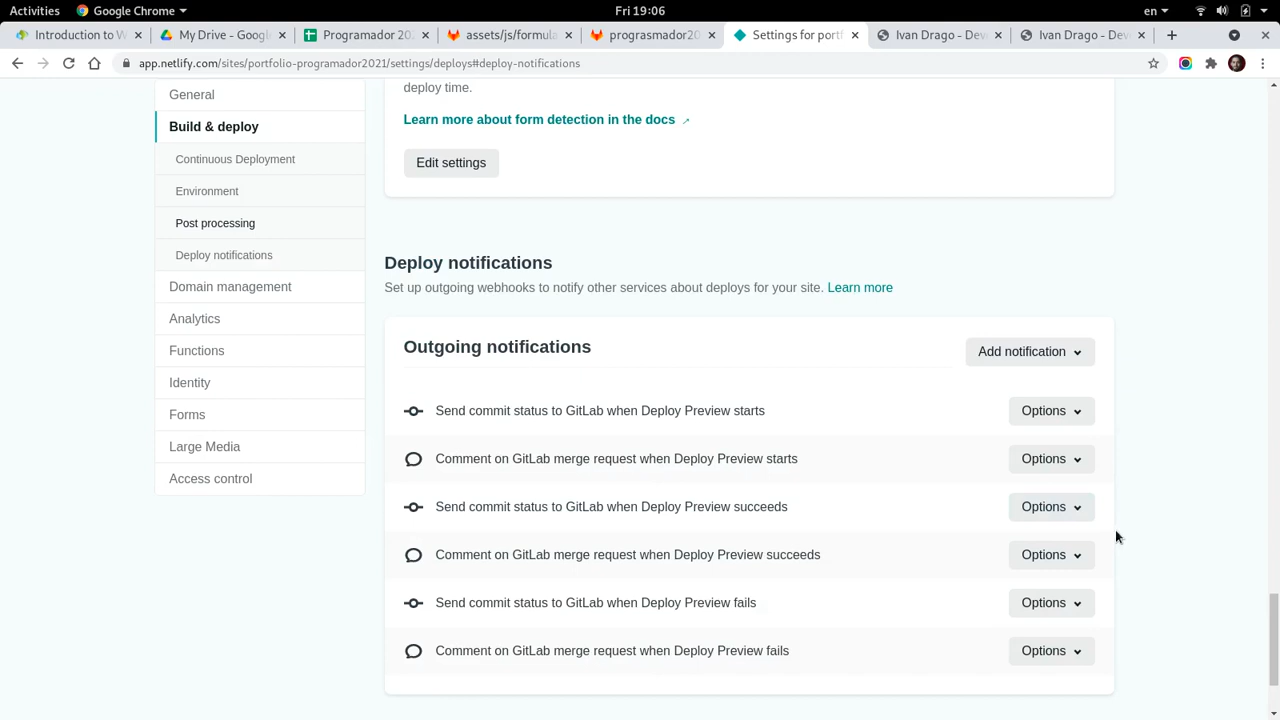 Activities
Google Chrome
Fri 19:06
en
Introduction to W
My Drive - Google
Programador 202
assets/js/formula
prograsmador20
Settings for portf
Ivan Drago - Deve
Ivan Drago - Deve
app.netlify.com/sites/portfolio-programador2021/settings/deploys#deploy-notifications
General
Build & deploy
Continuous Deployment
Environment
Post processing
Deploy notifications
Domain management
Analytics
Functions
Identity
Forms
Large Media
Access control
deploy time.
Learn more about form detection in the docs
Edit settings
Deploy notifications
Set up outgoing webhooks to notify other services about deploys for your site. Learn more
Outgoing notifications
Add notification
Send commit status to GitLab when Deploy Preview starts
Options
Comment on GitLab merge request when Deploy Preview starts
Options
Send commit status to GitLab when Deploy Preview succeeds
Options
Comment on GitLab merge request when Deploy Preview succeeds
Options
Send commit status to GitLab when Deploy Preview fails
Options
Comment on GitLab merge request when Deploy Preview fails
Options